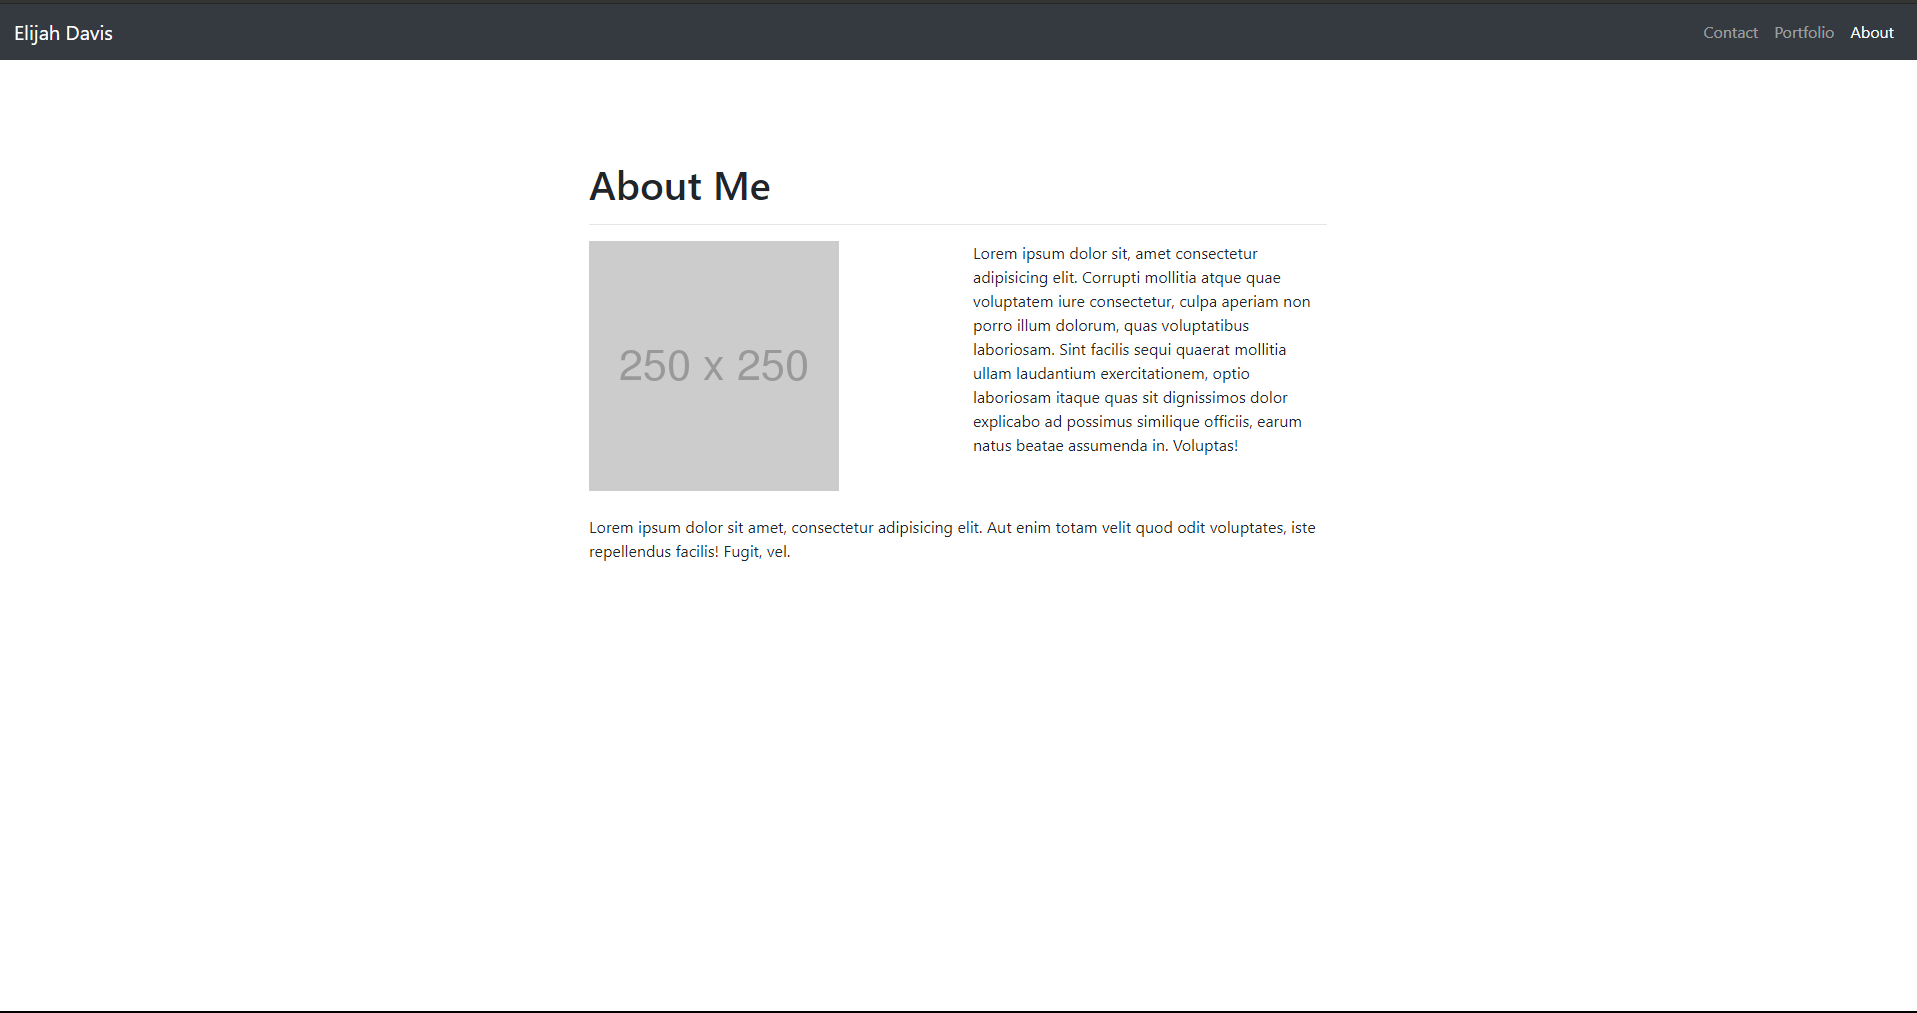 Elijah Davis
Contact Portfolio About
About Me
250 x 250
Lorem ipsum dolor sit, amet consectetur
adipisicing elit. Corrupti mollitia atque quae
voluptatem iure consectetur, culpa aperiam non
porro illum dolorum, quas voluptatibus
laboriosam. Sint facilis sequi quaerat mollitia
ullam laudantium exercitationem, optio
laboriosam itaque quas sit dignissimos dolor
explicabo ad possimus similique officiis, earum
natus beatae assumenda in. Voluptas!
Lorem ipsum dolor sit amet, consectetur adipisicing elit. Aut enim totam velit quod odit voluptates, iste
repellendus facilis! Fugit, vel.